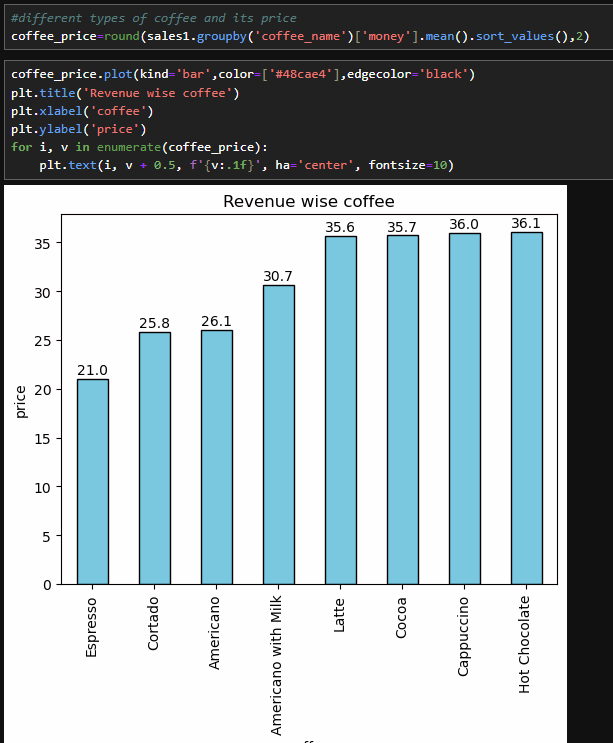 #different types of coffee and its price
coffee_price=round(sales1.groupby('coffee_name')['money'].mean().sort_values(),2)
coffee_price.plot(kind='bar',color=['#48cae4'],edgecolor='black')
plt.title('Revenue wise coffee')
plt.xlabel('coffee')
plt.ylabel('price')
for i, v in enumerate(coffee_price):
    plt.text(i, v + 0.5, f'{v:.1f}', ha='center', fontsize=10)
Revenue wise coffee
35
30
25
20
15
10
5
0
price
21.0
25.8
26.1
30.7
35.6
35.7
36.0
36.1
Espresso
Cortado
Americano
Americano with Milk
Latte
Cocoa
Cappuccino
Hot Chocolate